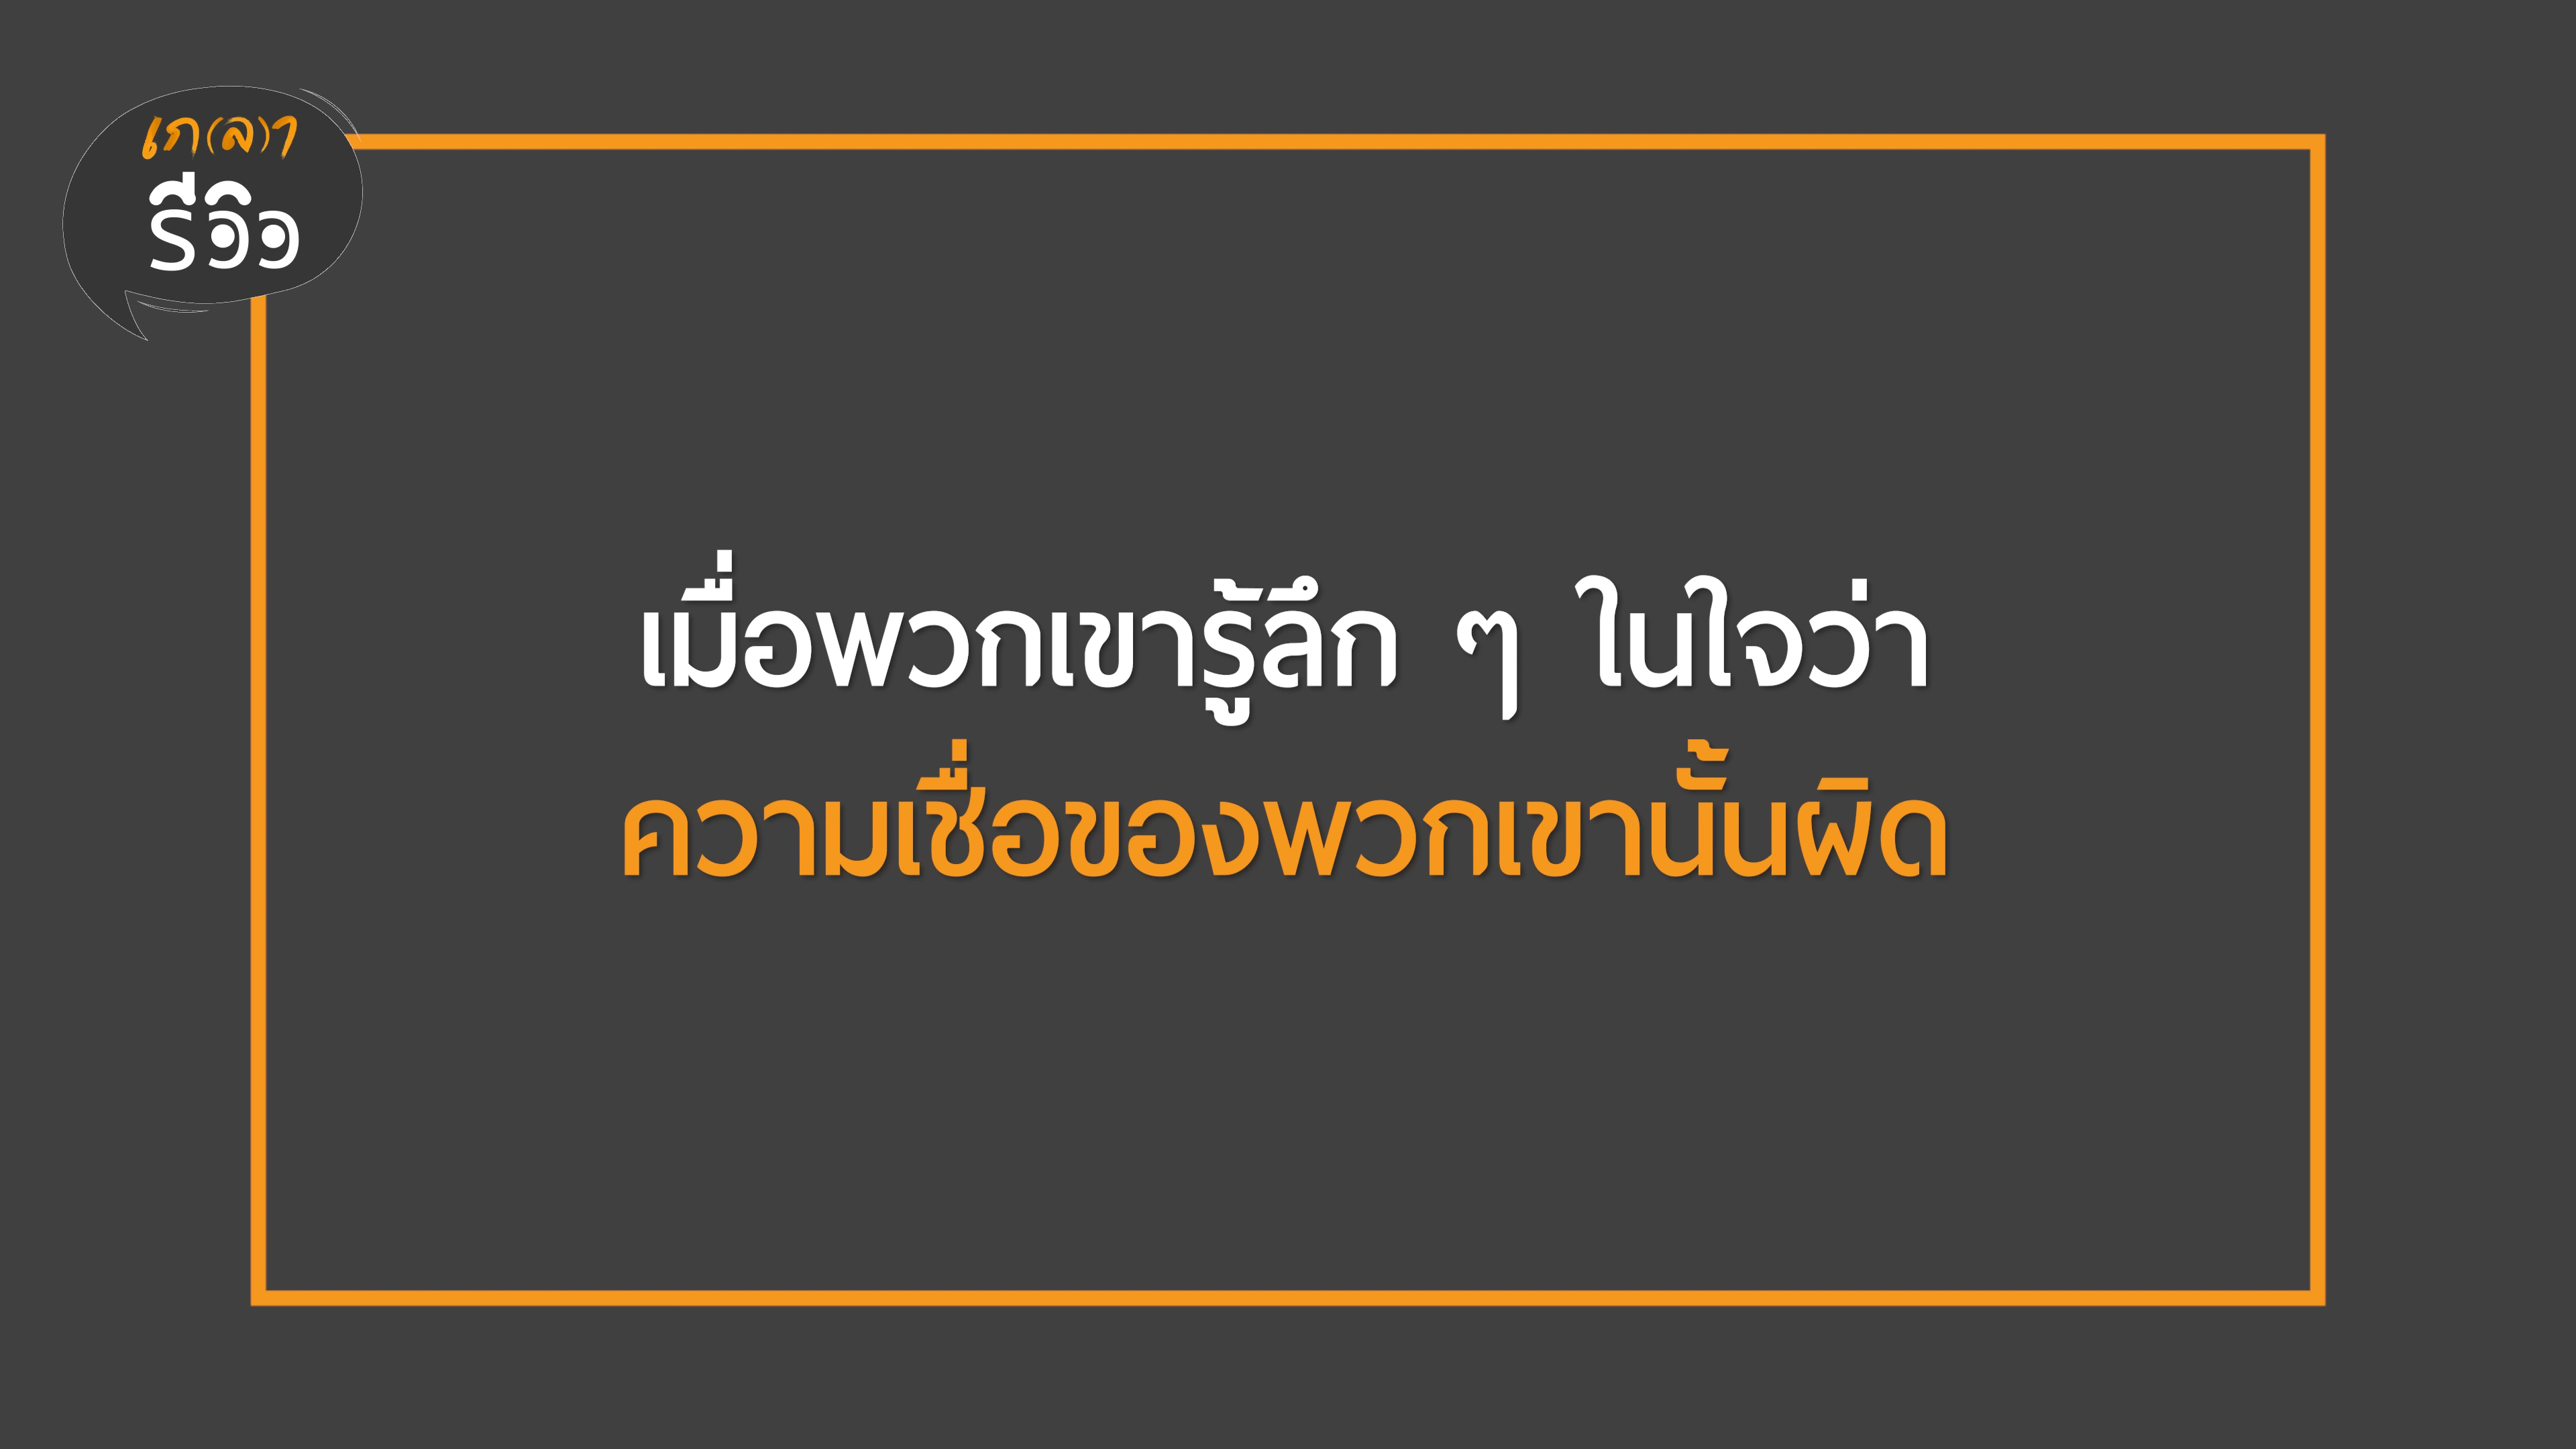 เก(ล)า
รีวิว
เมื่อพวกเขารู้ลึก ๆ ในใจว่า
ความเชื่อของพวกเขานั้นผิด